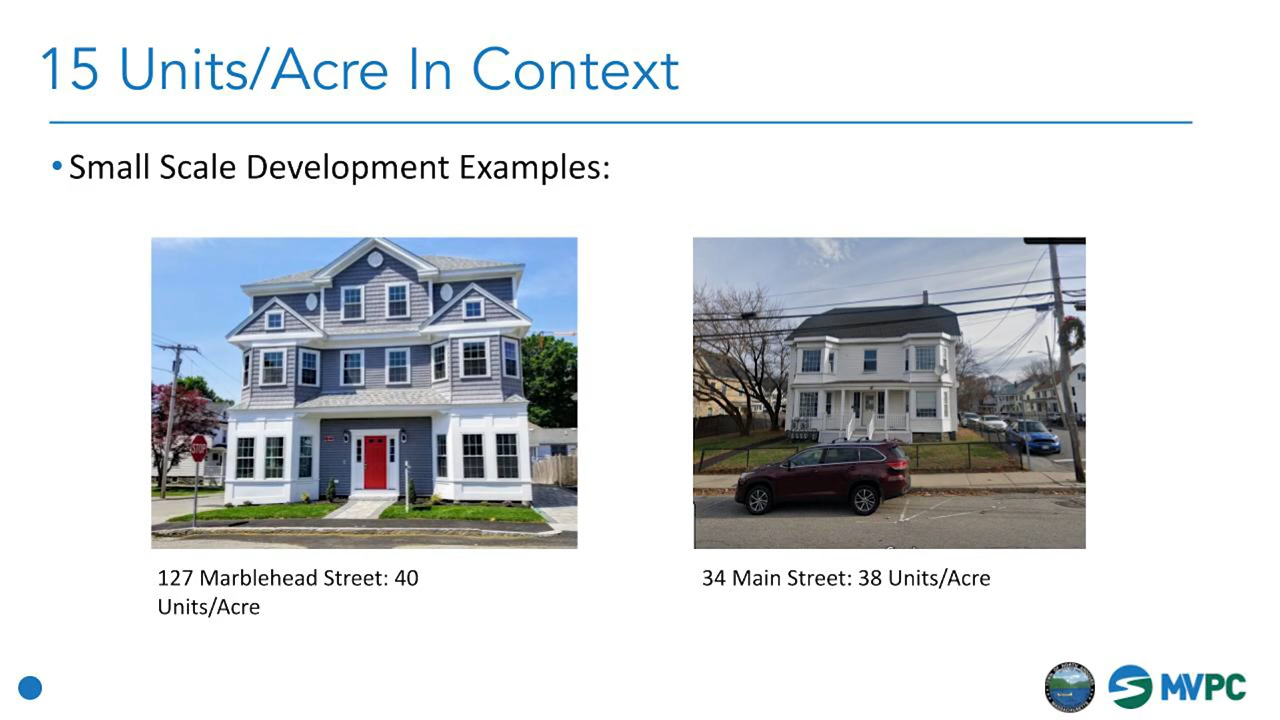 15 Units/Acre In Context
• Small Scale Development Examples:
STOP
127 Marblehead Street: 40
Units/Acre
34 Main Street: 38 Units/Acre
MVPC